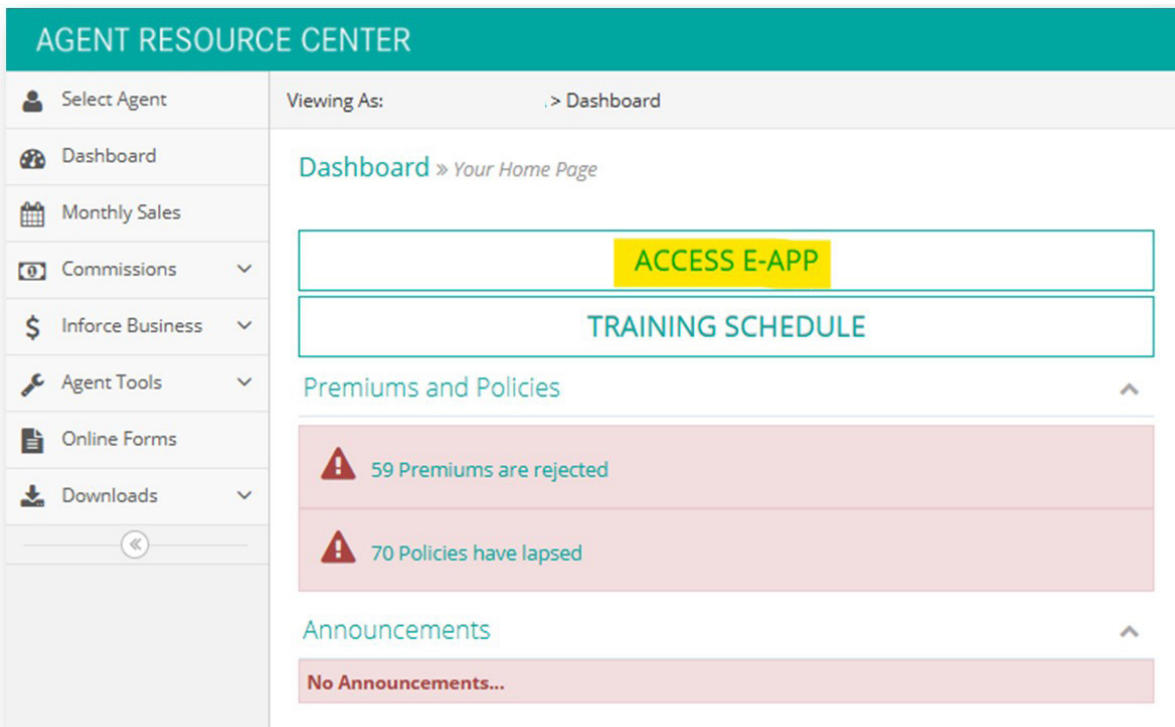 AGENT RESOURCE CENTER
Select Agent
Dashboard
Monthly Sales
Commissions
Inforce Business
Agent Tools
Online Forms
Downloads
Viewing As: > Dashboard
Dashboard » Your Home Page
ACCESS E-APP
TRAINING SCHEDULE
Premiums and Policies
59 Premiums are rejected
70 Policies have lapsed
Announcements
No Announcements...